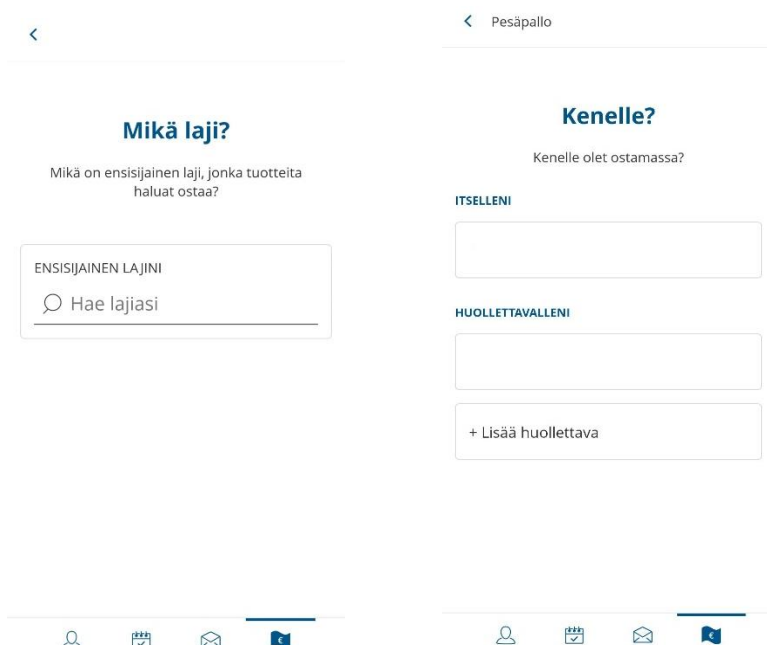 Mikä laji?
Mikä on ensisijainen laji, jonka tuotteita
haluat ostaa?
ENSISIJAINEN LAJINI
Hae lajiasi
Pesäpallo
Kenelle?
Kenelle olet ostamassa?
ITSELLENI
HUOLLETTAVALLENI
+ Lisää huollettava
€
€